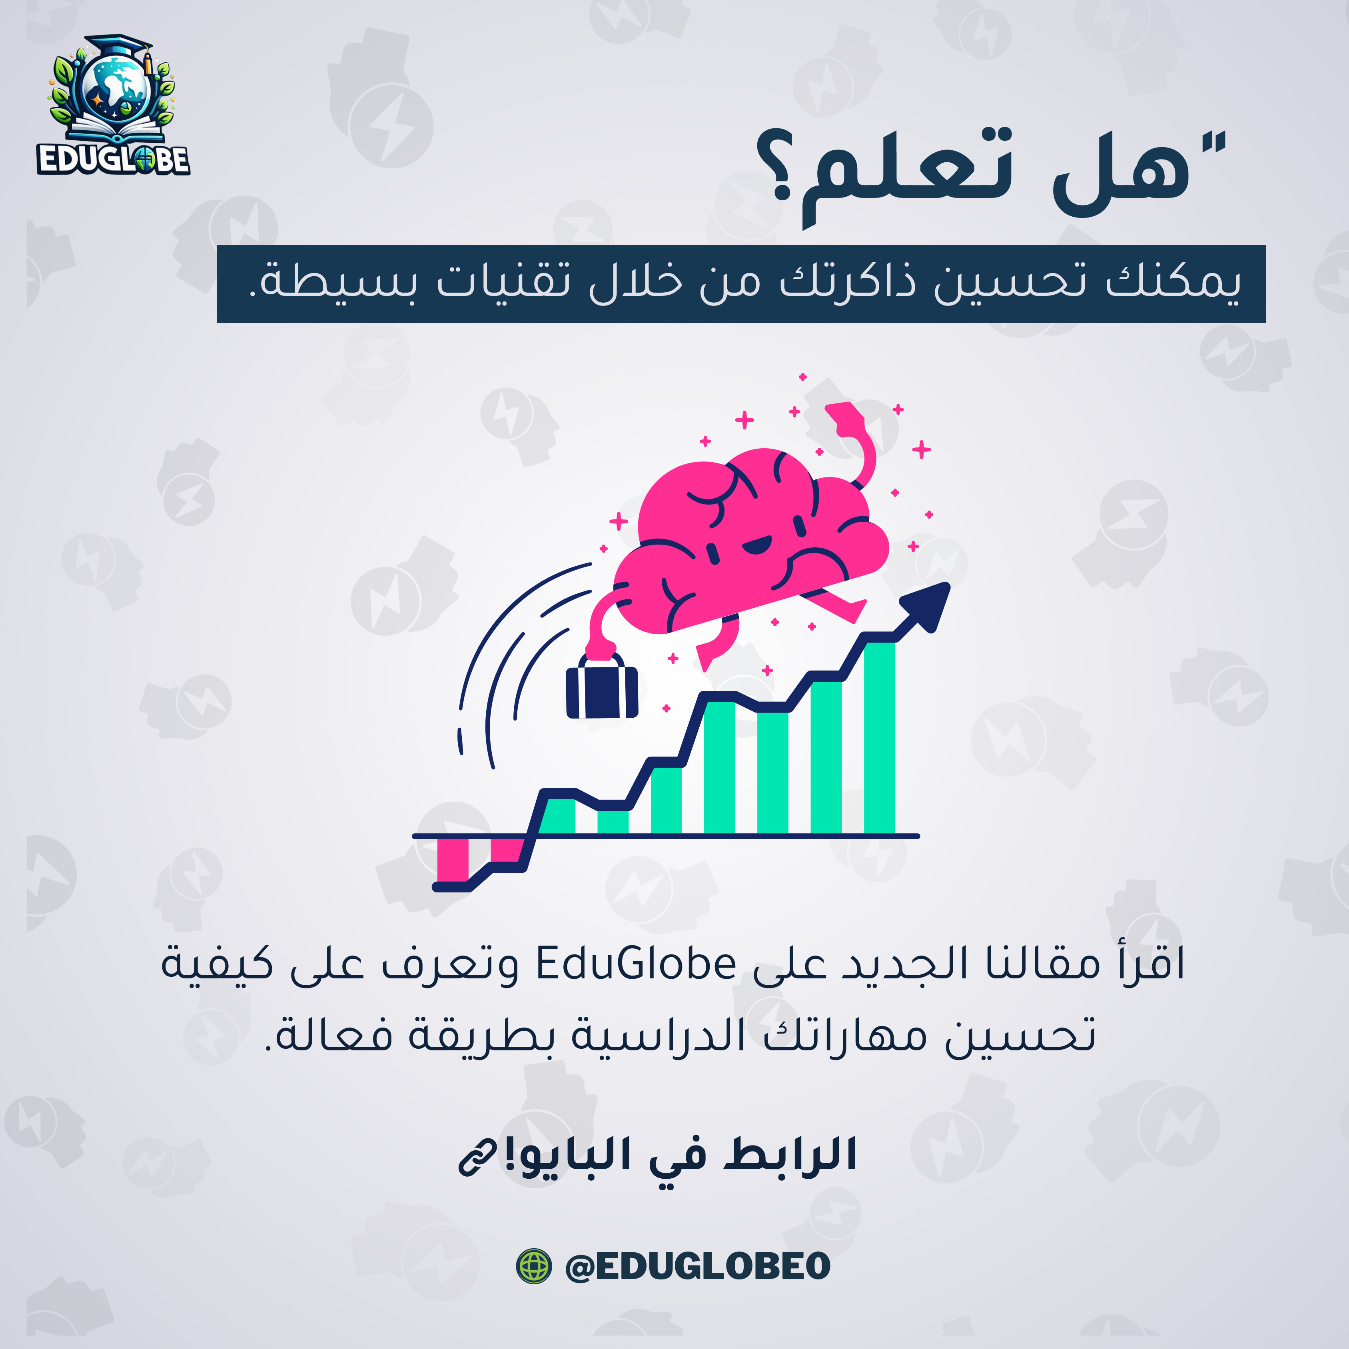 EDUGLOBE
"هل تعلم؟
يمكنك تحسين ذاكرتك من خلال تقنيات بسيطة.
اقرأ مقالنا الجديد على EduGlobe وتعرف على كيفية
تحسين مهاراتك الدراسية بطريقة فعالة.
الرابط في البايو!
@EDUGLOBE0